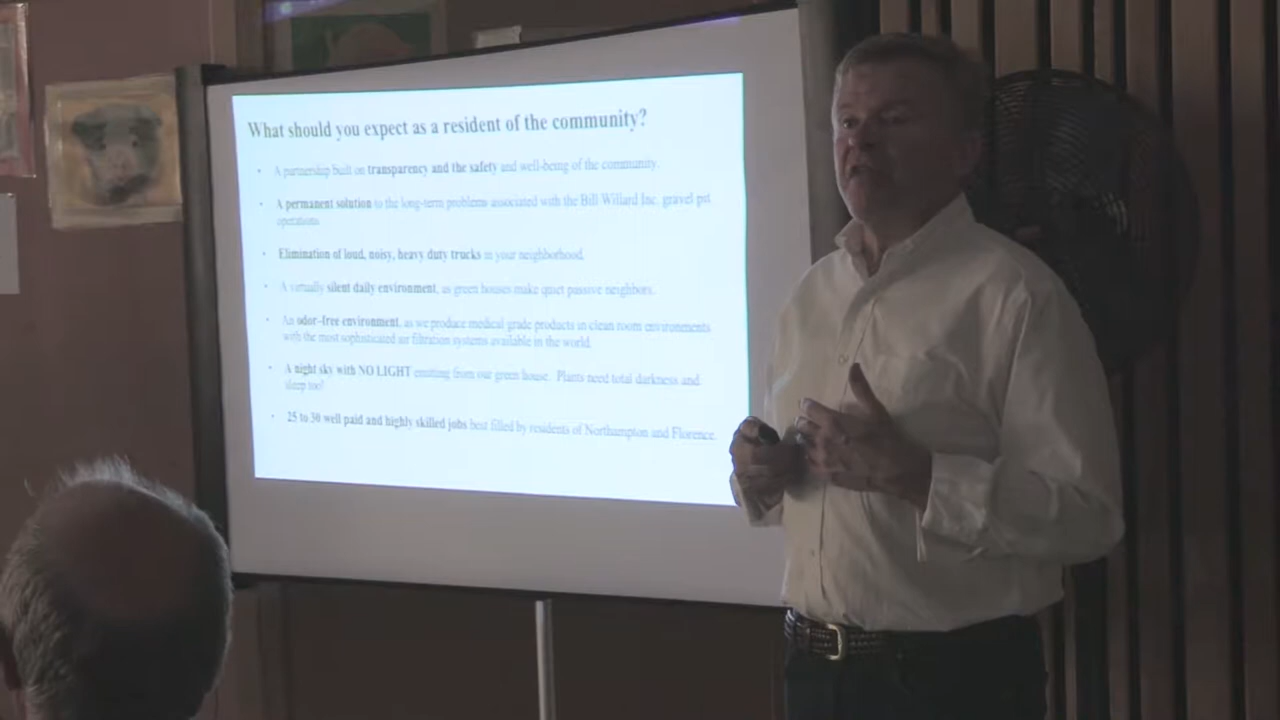 What should you expect as a resident of the community?
• A partnership built on transparency and the safety and well-being of the community.
• A permanent solution to the long-term problems associated with the Bill Willard Inc. gravel pit
operations.
• Elimination of loud, noisy, heavy duty trucks in your neighborhood.
• A virtually silent daily environment, as green houses make quiet passive neighbors.
• An odor-free environment, as we produce medical grade products in clean room environments
with the most sophisticated air filtration systems available in the world.
• A night sky with NO LIGHT emitting from our green house. Plants need total darkness and
sleep too!
• 25 to 30 well paid and highly skilled jobs best filled by residents of Northampton and Florence.